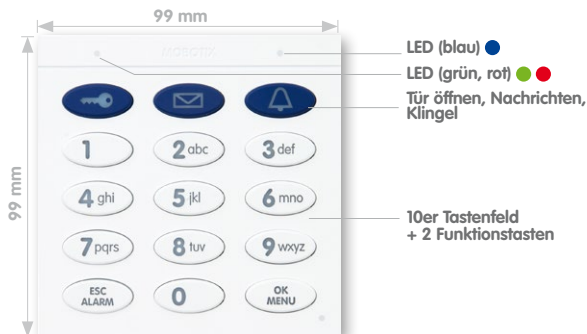 99 mm
MOBOTIX
LED (blau)
LED (grün, rot)
Tür öffnen, Nachrichten,
Klingel
99 mm
1
2 abc
3 def
4 ghi
5 jkl
6 mno
10er Tastenfeld
+ 2 Funktionstasten
7 pqrs
8 tuv
9 wxyz
ESC
ALARM
0
OK
MENU